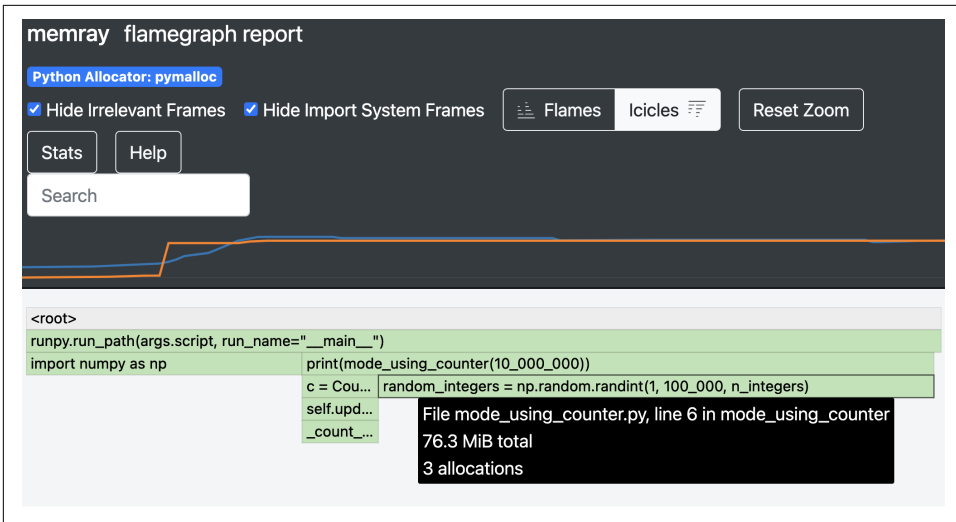 memray flamegraph report
Python Allocator: pymalloc
Hide Irrelevant Frames Hide Import System Frames Flames Icicles Reset Zoom
Stats Help
Search
<root>
runpy.run_path(args.script, run_name="__main__")
import numpy as np print(mode_using_counter(10_000_000))
c = Cou... random_integers = np.random.randint(1, 100_000, n_integers)
self.upd...
_count_...
File mode_using_counter.py, line 6 in mode_using_counter
76.3 MiB total
3 allocations